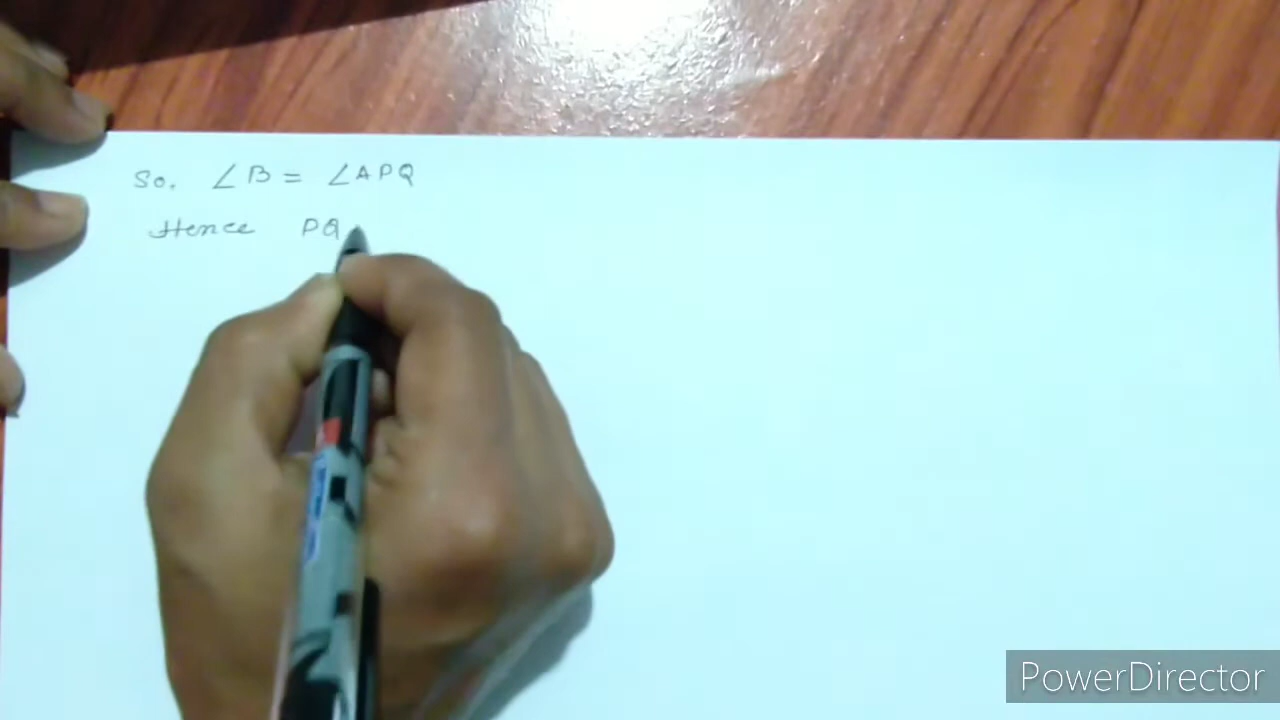 So, ∠B = ∠APQ
Hence PQ
PowerDirector